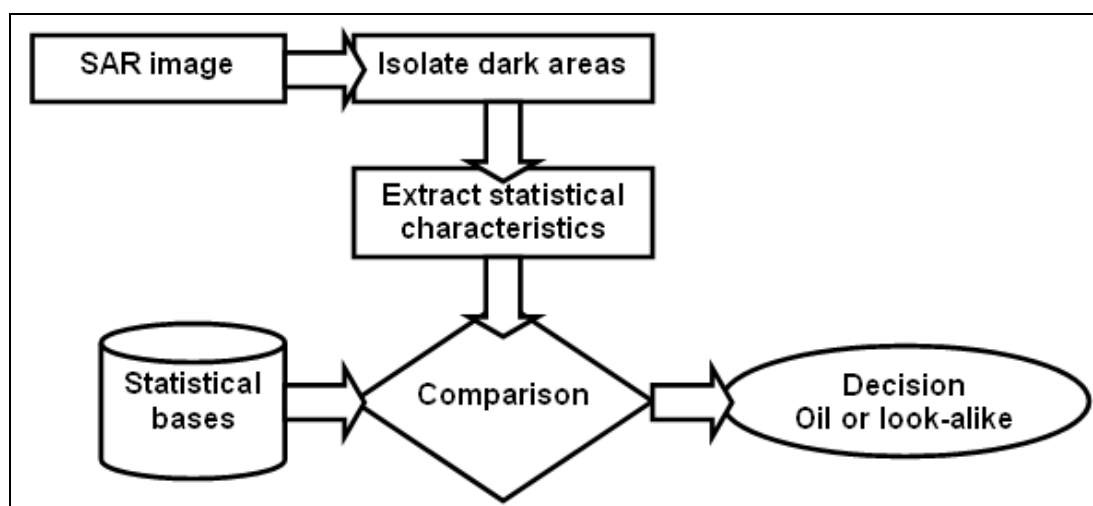 SAR image
Isolate dark areas
Extract statistical
characteristics
Statistical
bases
Comparison
Decision
Oil or look-alike